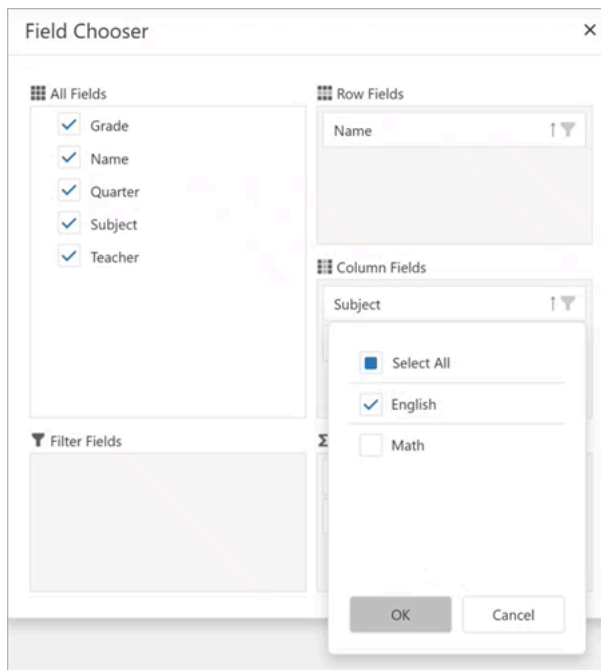 Field Chooser
All Fields
Grade
Name
Quarter
Subject
Teacher
Row Fields
Name
Column Fields
Subject
Select All
English
Math
OK
Cancel
Filter Fields
Σ